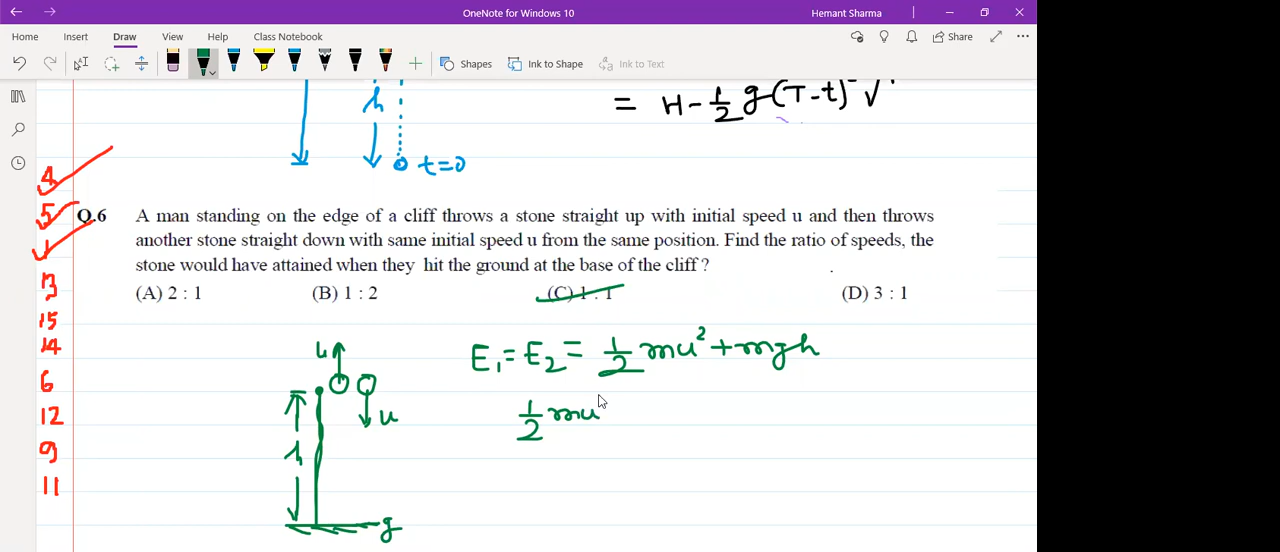 OneNote for Windows 10
Hemant Sharma
Home Insert Draw View Help Class Notebook
Share
Shapes Ink to Shape Ink to Text
h
t=0
= H - 1/2 g (T-t)² √
4
5
1
13
15
14
6
12
9
11
Q.6 A man standing on the edge of a cliff throws a stone straight up with initial speed u and then throws
another stone straight down with same initial speed u from the same position. Find the ratio of speeds, the
stone would have attained when they hit the ground at the base of the cliff ?
(A) 2 : 1 (B) 1 : 2 (C) 1 : 1 (D) 3 : 1
u
u
h
g
E₁ = E₂ = 1/2 mu² + mgh
1/2 mu